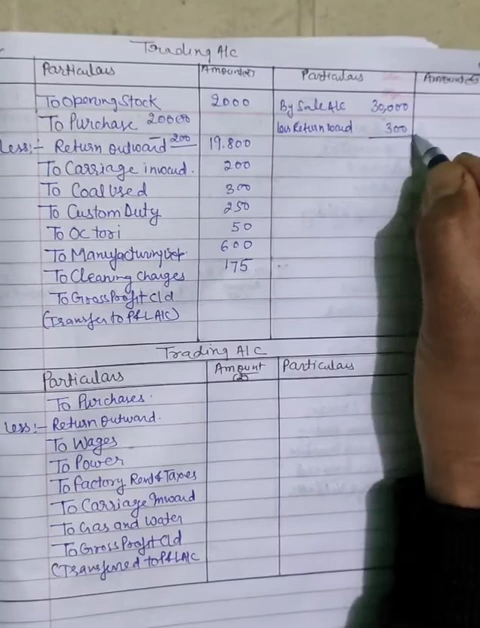 Trading A/C
Particulars Amount(₹) Particulars Amount(₹)
To Opening Stock 2000 By Sale A/C 30,000
To Purchase 20000 less Return Inward 300
Less:- Return outward - 200 19.800
To Carriage inward. 200
To Coal Used 300
To Custom Duty 250
To Octori 50
To Manufacturing Exp 600
To Cleaning Charges 175
To Gross Profit C/d
(Transfer to P&L A/C)
Trading A/C
Particulars Amount (₹) Particulars
To Purchases.
Less:- Return Outward.
To Wages
To Power
To Factory Rent & Taxes
To Carriage Inward
To Gas and Water
To Gross Profit C/d
(Transferred to P&L A/C